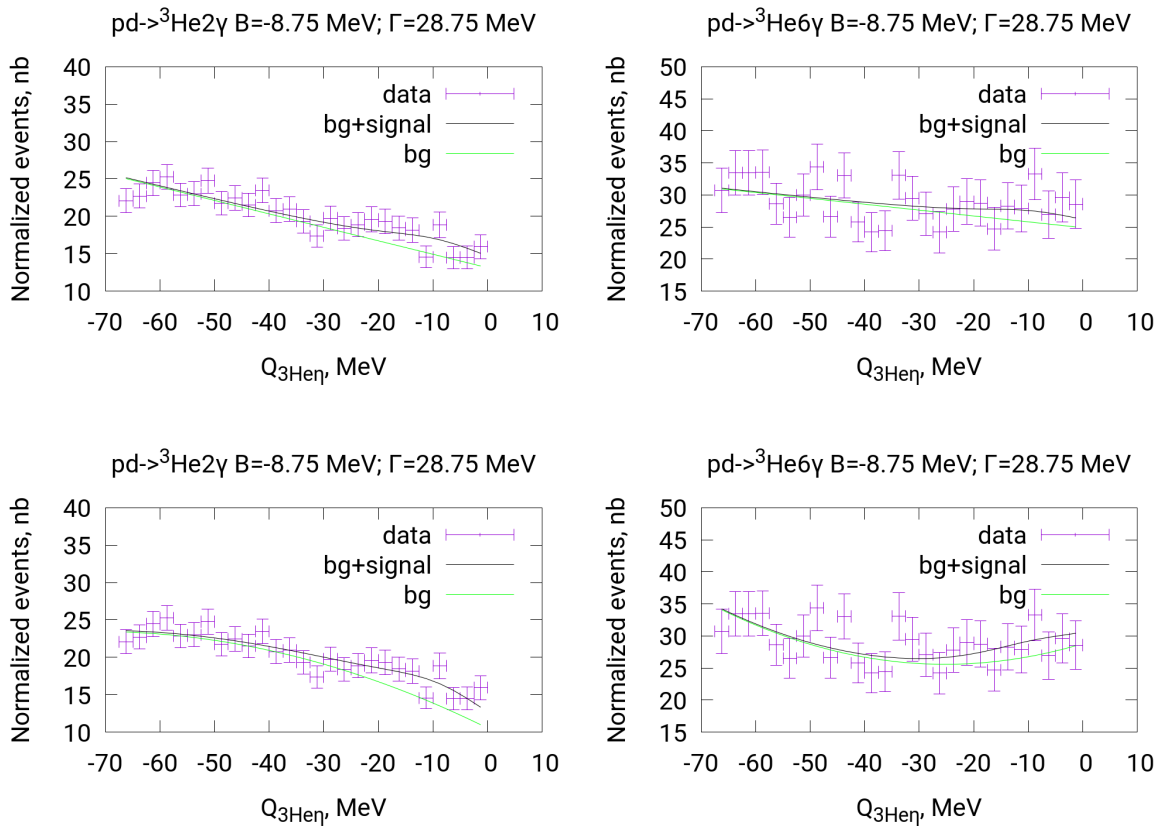 pd->³He2γ B=-8.75 MeV; Γ=28.75 MeV
Normalized events, nb
40
35
30
25
20
15
10
data
bg+signal
bg
-70 -60 -50 -40 -30 -20 -10 0 10
Q₃Heη, MeV
pd->³He6γ B=-8.75 MeV; Γ=28.75 MeV
Normalized events, nb
50
45
40
35
30
25
20
15
data
bg+signal
bg
-70 -60 -50 -40 -30 -20 -10 0 10
Q₃Heη, MeV
pd->³He2γ B=-8.75 MeV; Γ=28.75 MeV
Normalized events, nb
40
35
30
25
20
15
10
data
bg+signal
bg
-70 -60 -50 -40 -30 -20 -10 0 10
Q₃Heη, MeV
pd->³He6γ B=-8.75 MeV; Γ=28.75 MeV
Normalized events, nb
50
45
40
35
30
25
20
15
data
bg+signal
bg
-70 -60 -50 -40 -30 -20 -10 0 10
Q₃Heη, MeV